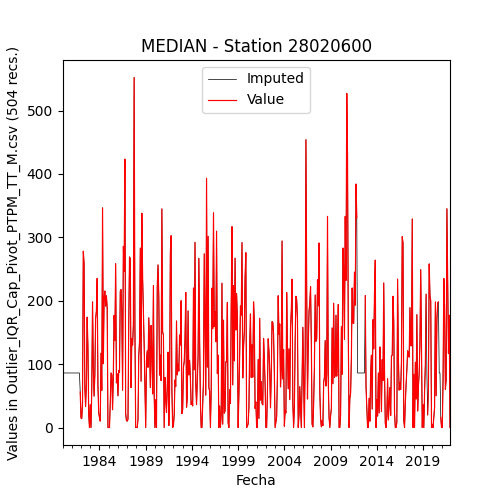 MEDIAN - Station 28020600
Imputed
Value
Values in Outlier_IQR_Cap_Pivot_PTPM_TT_M.csv (504 recs.)
500
400
300
200
100
0
1984 1989 1994 1999 2004 2009 2014 2019
Fecha